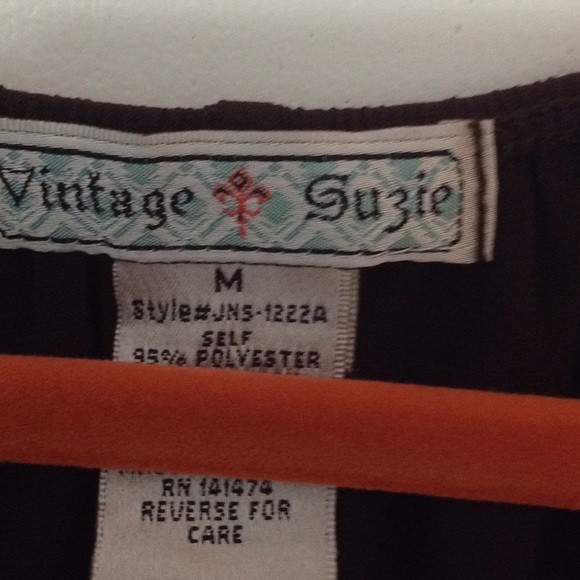 Vintage Suzie
M
Style#JNS-1222A
SELF
95% POLYESTER
RN 141474
REVERSE FOR
CARE